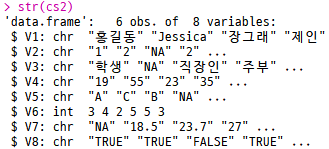 > str(cs2)
'data.frame':   6 obs. of  8 variables:
 $ V1: chr  "홍길동" "Jessica" "장그래" "제인"
 $ V2: chr  "1" "2" "NA" "2" ...
 $ V3: chr  "학생" "NA" "직장인" "주부" ...
 $ V4: chr  "19" "55" "23" "35" ...
 $ V5: chr  "A" "C" "B" "NA" ...
 $ V6: int  3 4 2 5 5 3
 $ V7: chr  "NA" "18.5" "23.7" "27" ...
 $ V8: chr  "TRUE" "TRUE" "FALSE" "TRUE" ...